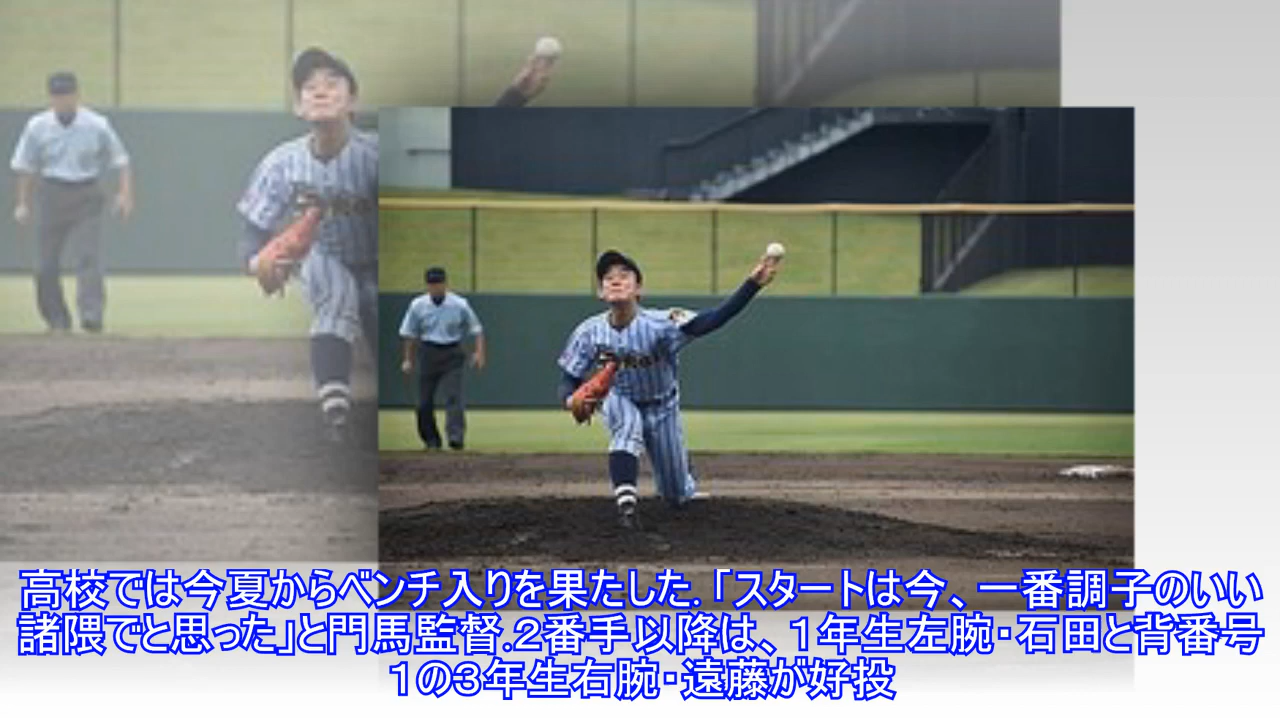 高校では今夏からベンチ入りを果たした.「スタートは今、一番調子のいい
諸隈でと思った」と門馬監督.２番手以降は、１年生左腕・石田と背番号
１の３年生右腕・遠藤が好投